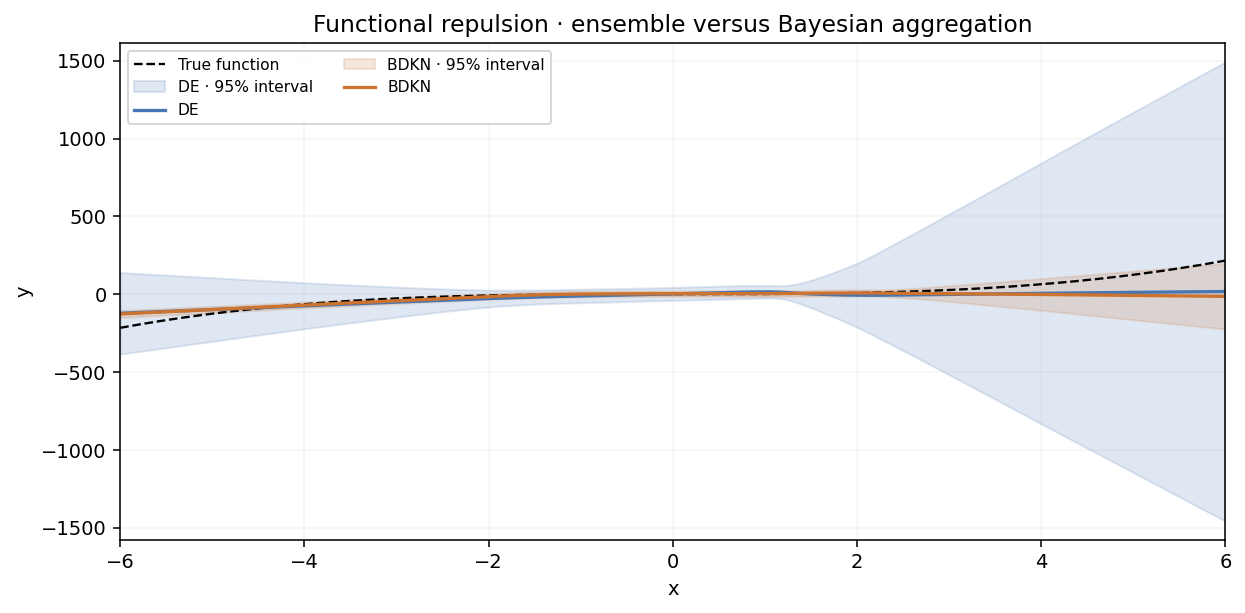 Functional repulsion · ensemble versus Bayesian aggregation
True function
DE · 95% interval
DE
BDKN · 95% interval
BDKN
1500
1000
500
0
−500
−1000
−1500
y
−6
−4
−2
0
2
4
6
x